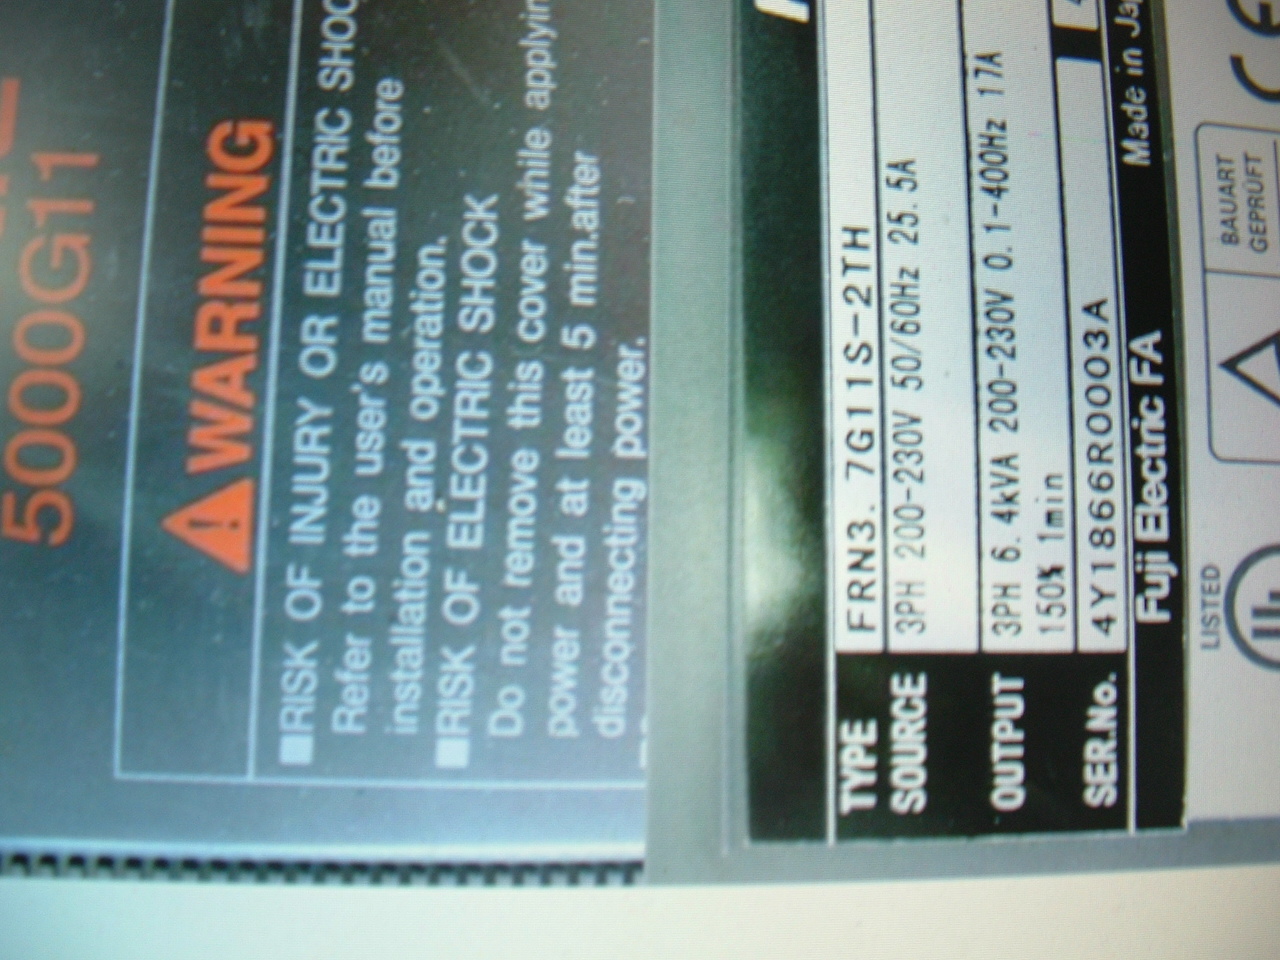 5000G11
WARNING
■RISK OF INJURY OR ELECTRIC
Refer to the user's manual before
installation and operation.
■RISK OF ELECTRIC SHOCK
Do not remove this cover while
power and at least 5 min.after
disconnecting power.
TYPE FRN3.7G11S-2TH
SOURCE 3PH 200-230V 50/60Hz 25.5A
OUTPUT 3PH 6.4kVA 200-230V 0.1-400Hz 17A
150% 1min
SER.No. 4Y1866R0003A
Fuji Electric FA Made in
LISTED
BAUART
GEPRÜFT
CE
UL